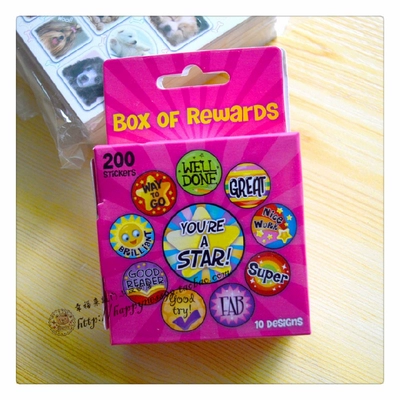 Box of Rewards
200
STICKERS
WELL
DONE
WAY
TO
GO
GREAT
YOU'RE
A
STAR!
Nice
Work
BRILLIANT
GOOD
READER
Super
Good
try!
FAB
10 DESIGNS